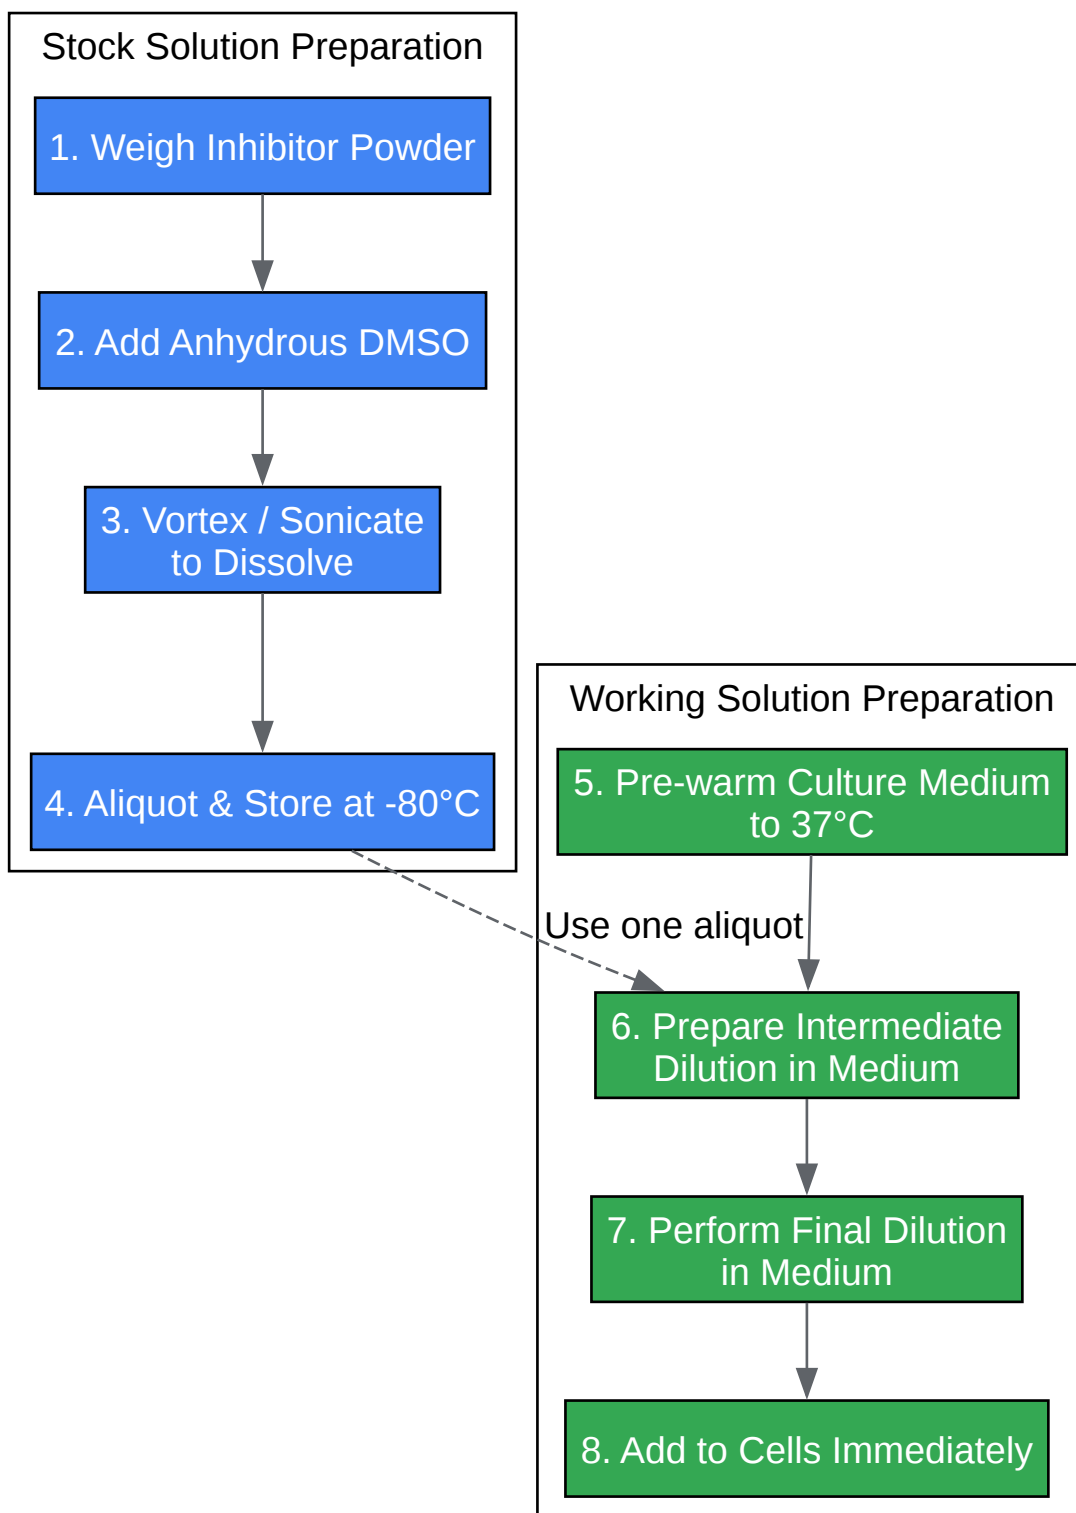 Stock Solution Preparation
1. Weigh Inhibitor Powder
2. Add Anhydrous DMSO
3. Vortex / Sonicate
to Dissolve
4. Aliquot & Store at -80°C
Working Solution Preparation
5. Pre-warm Culture Medium
to 37°C
Use one aliquot
6. Prepare Intermediate
Dilution in Medium
7. Perform Final Dilution
in Medium
8. Add to Cells Immediately